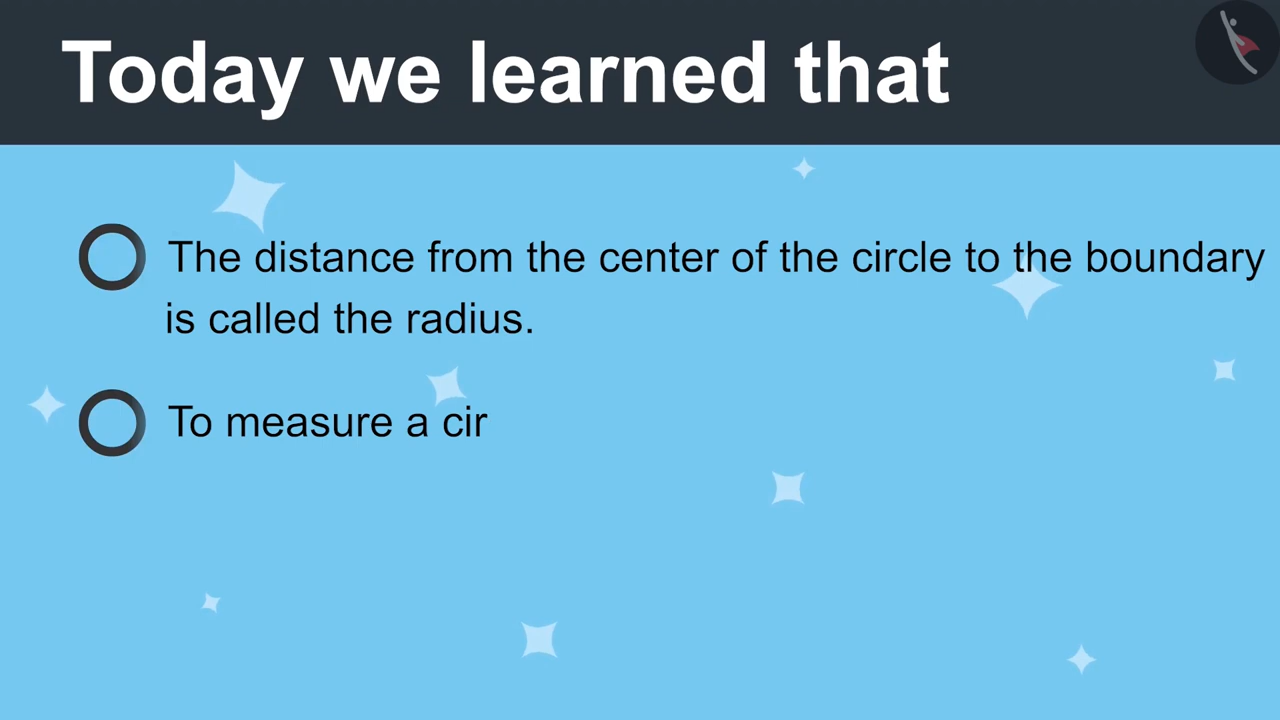 Today we learned that
The distance from the center of the circle to the boundary
is called the radius.
To measure a cir